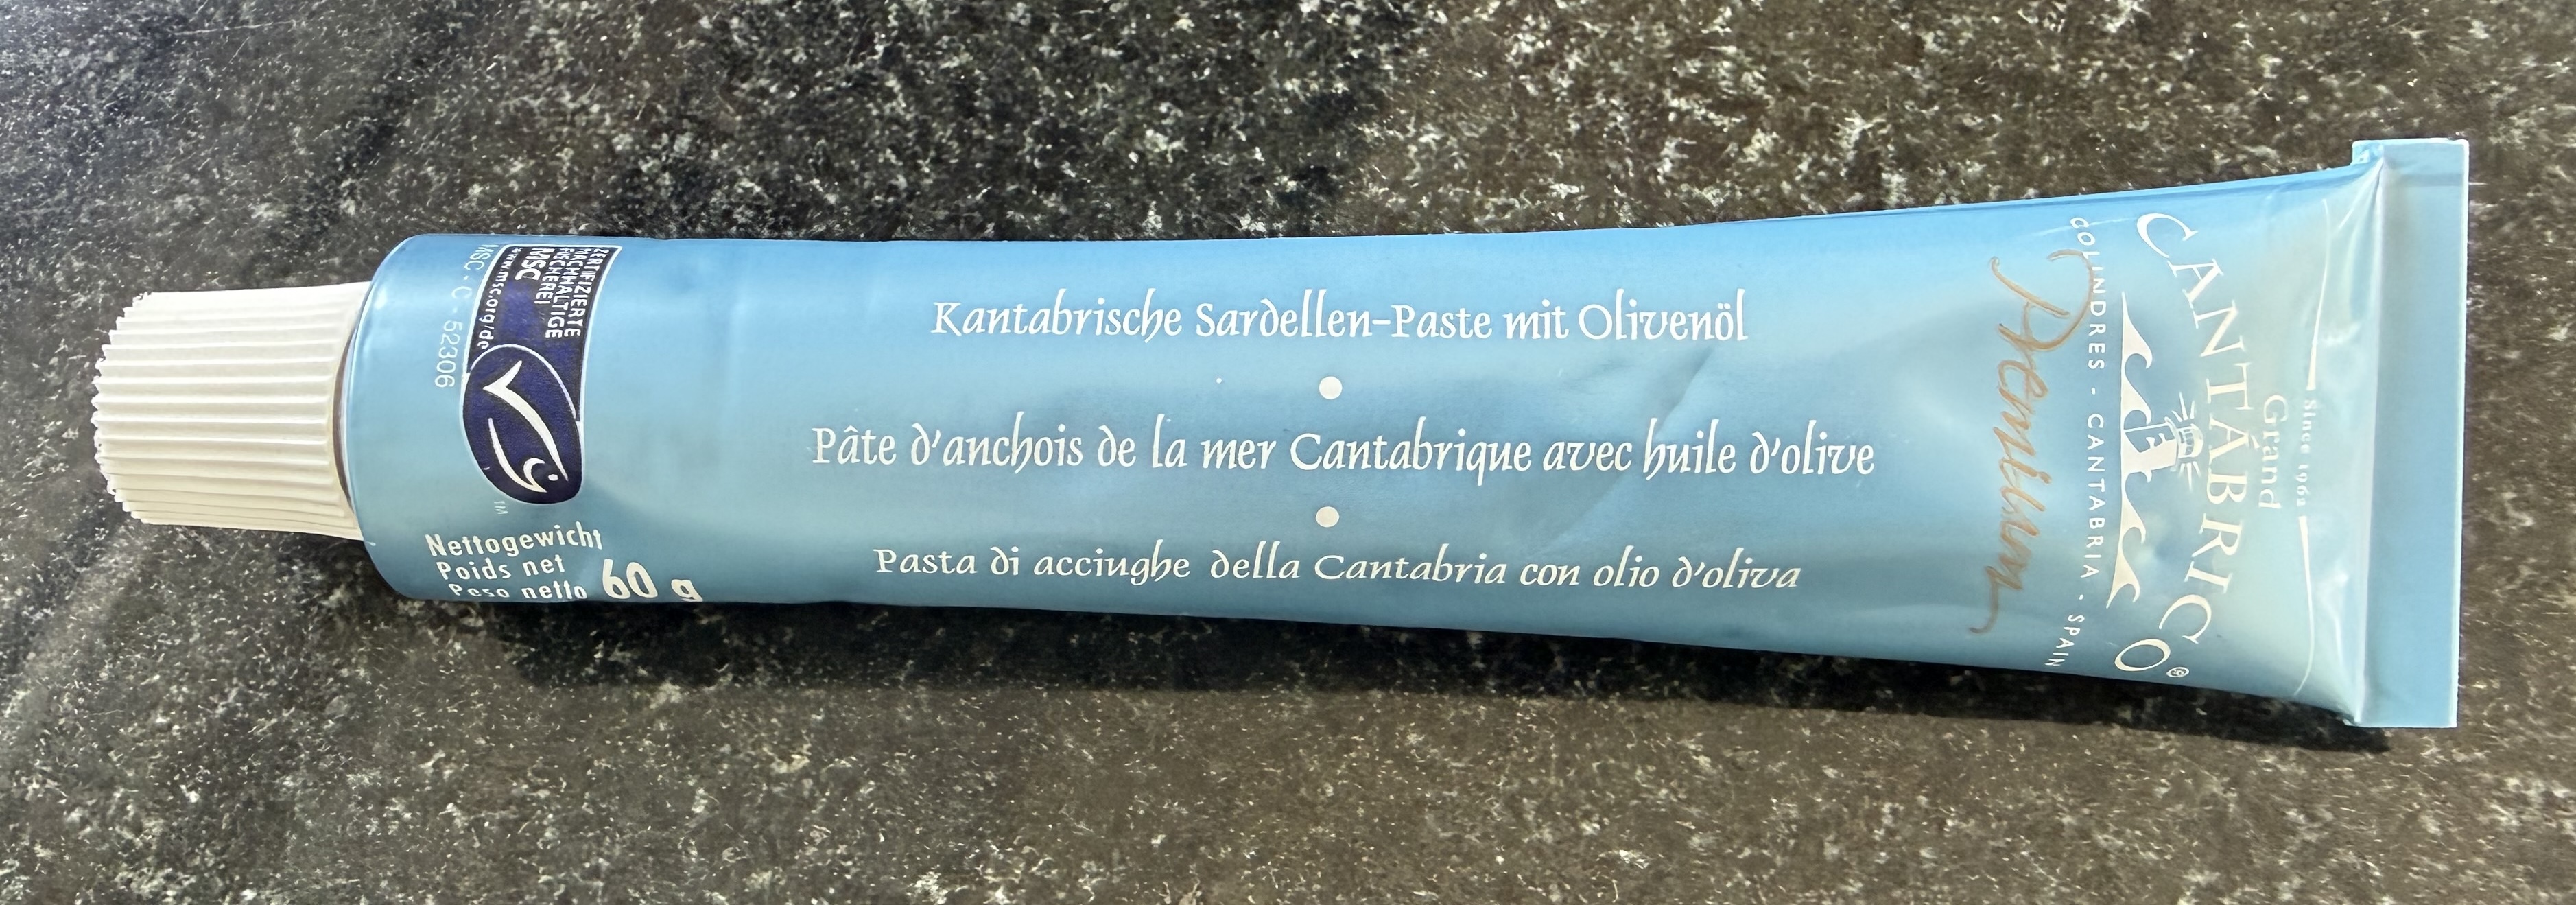 Kantabrische Sardellen-Paste mit Olivenöl
Pâte d'anchois de la mer Cantabrique avec huile d'olive
Pasta di acciughe della Cantabria con olio d'oliva
Since 1962
Grand
CANTÁBRICO®
COLINDRES - CANTABRIA - SPAIN
Premium
ZERTIFIZIERTE
NACHHALTIGE
FISCHEREI
MSC
www.msc.org/de
MSC - C - 52306
TM
Nettogewicht
Poids net
Peso netto 60 g